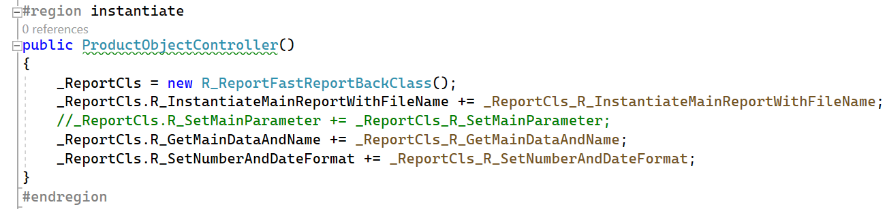 #region instantiate
0 references
public ProductObjectController()
{
_ReportCls = new R_ReportFastReportBackClass();
_ReportCls.R_InstantiateMainReportWithFileName += _ReportCls_R_InstantiateMainReportWithFileName;
//_ReportCls.R_SetMainParameter += _ReportCls_R_SetMainParameter;
_ReportCls.R_GetMainDataAndName += _ReportCls_R_GetMainDataAndName;
_ReportCls.R_SetNumberAndDateFormat += _ReportCls_R_SetNumberAndDateFormat;
}
#endregion